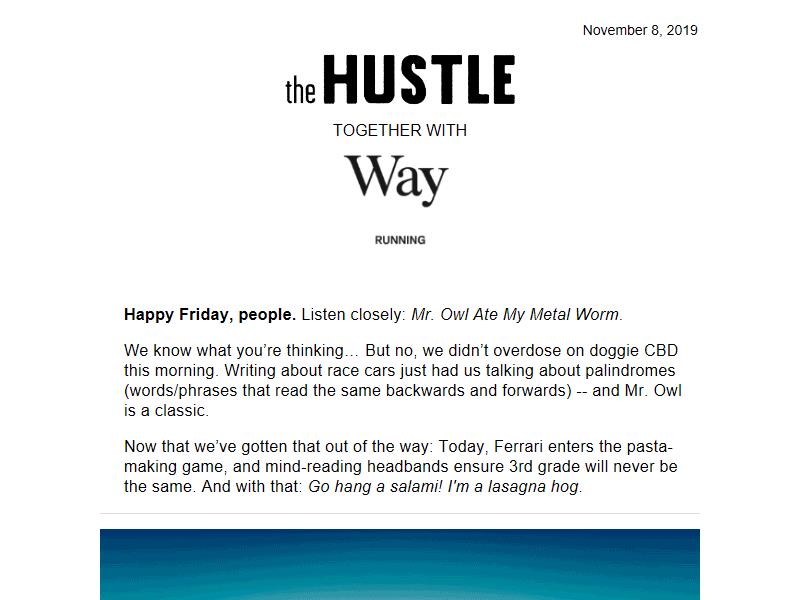 November 8, 2019
the HUSTLE
TOGETHER WITH
Way
RUNNING
Happy Friday, people. Listen closely: Mr. Owl Ate My Metal Worm.
We know what you’re thinking… But no, we didn’t overdose on doggie CBD
this morning. Writing about race cars just had us talking about palindromes
(words/phrases that read the same backwards and forwards) -- and Mr. Owl
is a classic.
Now that we’ve gotten that out of the way: Today, Ferrari enters the pasta-
making game, and mind-reading headbands ensure 3rd grade will never be
the same. And with that: Go hang a salami! I'm a lasagna hog.